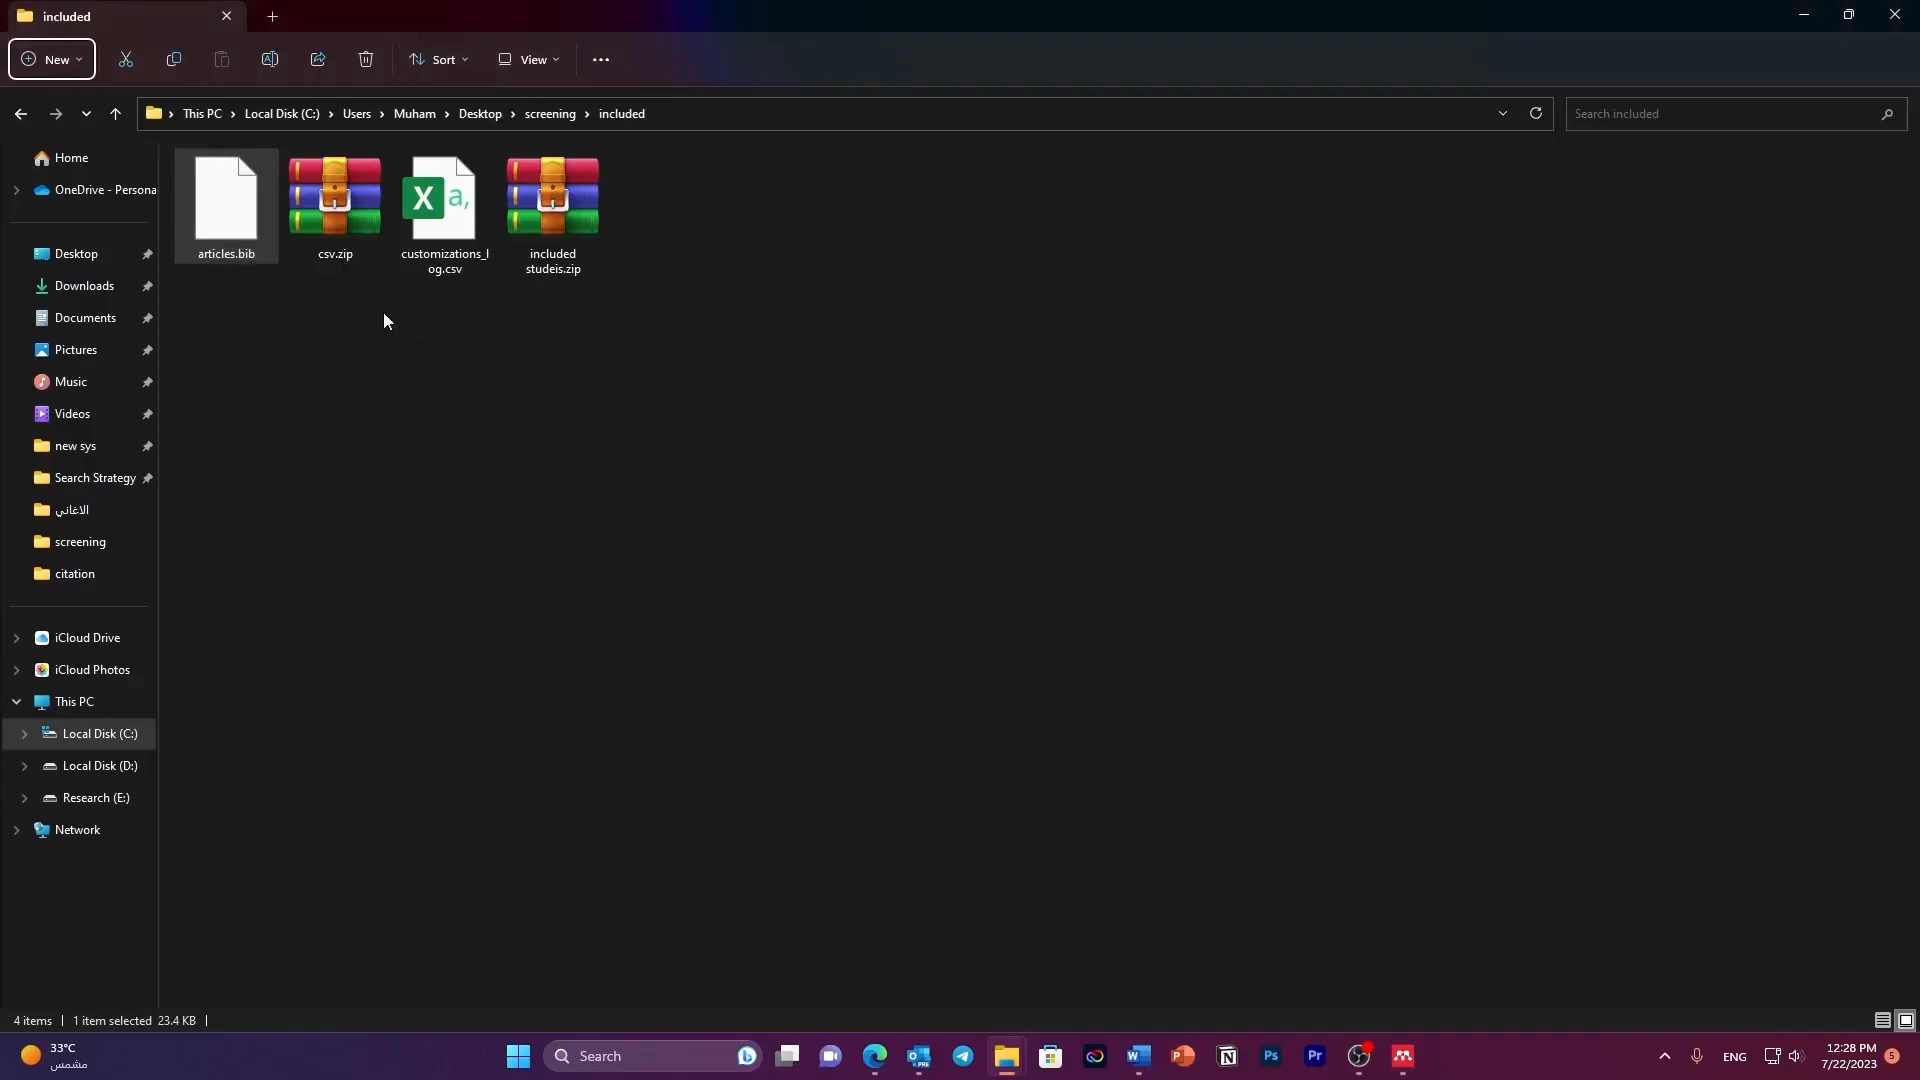 included
New
Sort
View
This PC
Local Disk (C:)
Users
Muham
Desktop
screening
included
Search included
Home
OneDrive - Persona
Desktop
Downloads
Documents
Pictures
Music
Videos
new sys
Search Strategy
الاغاني
screening
citation
iCloud Drive
iCloud Photos
This PC
Local Disk (C:)
Local Disk (D:)
Research (E:)
Network
articles.bib
csv.zip
customizations_l
og.csv
included
studeis.zip
4 items
1 item selected 23.4 KB
33°C
مشمس
Search
ENG
12:28 PM
7/22/2023
5